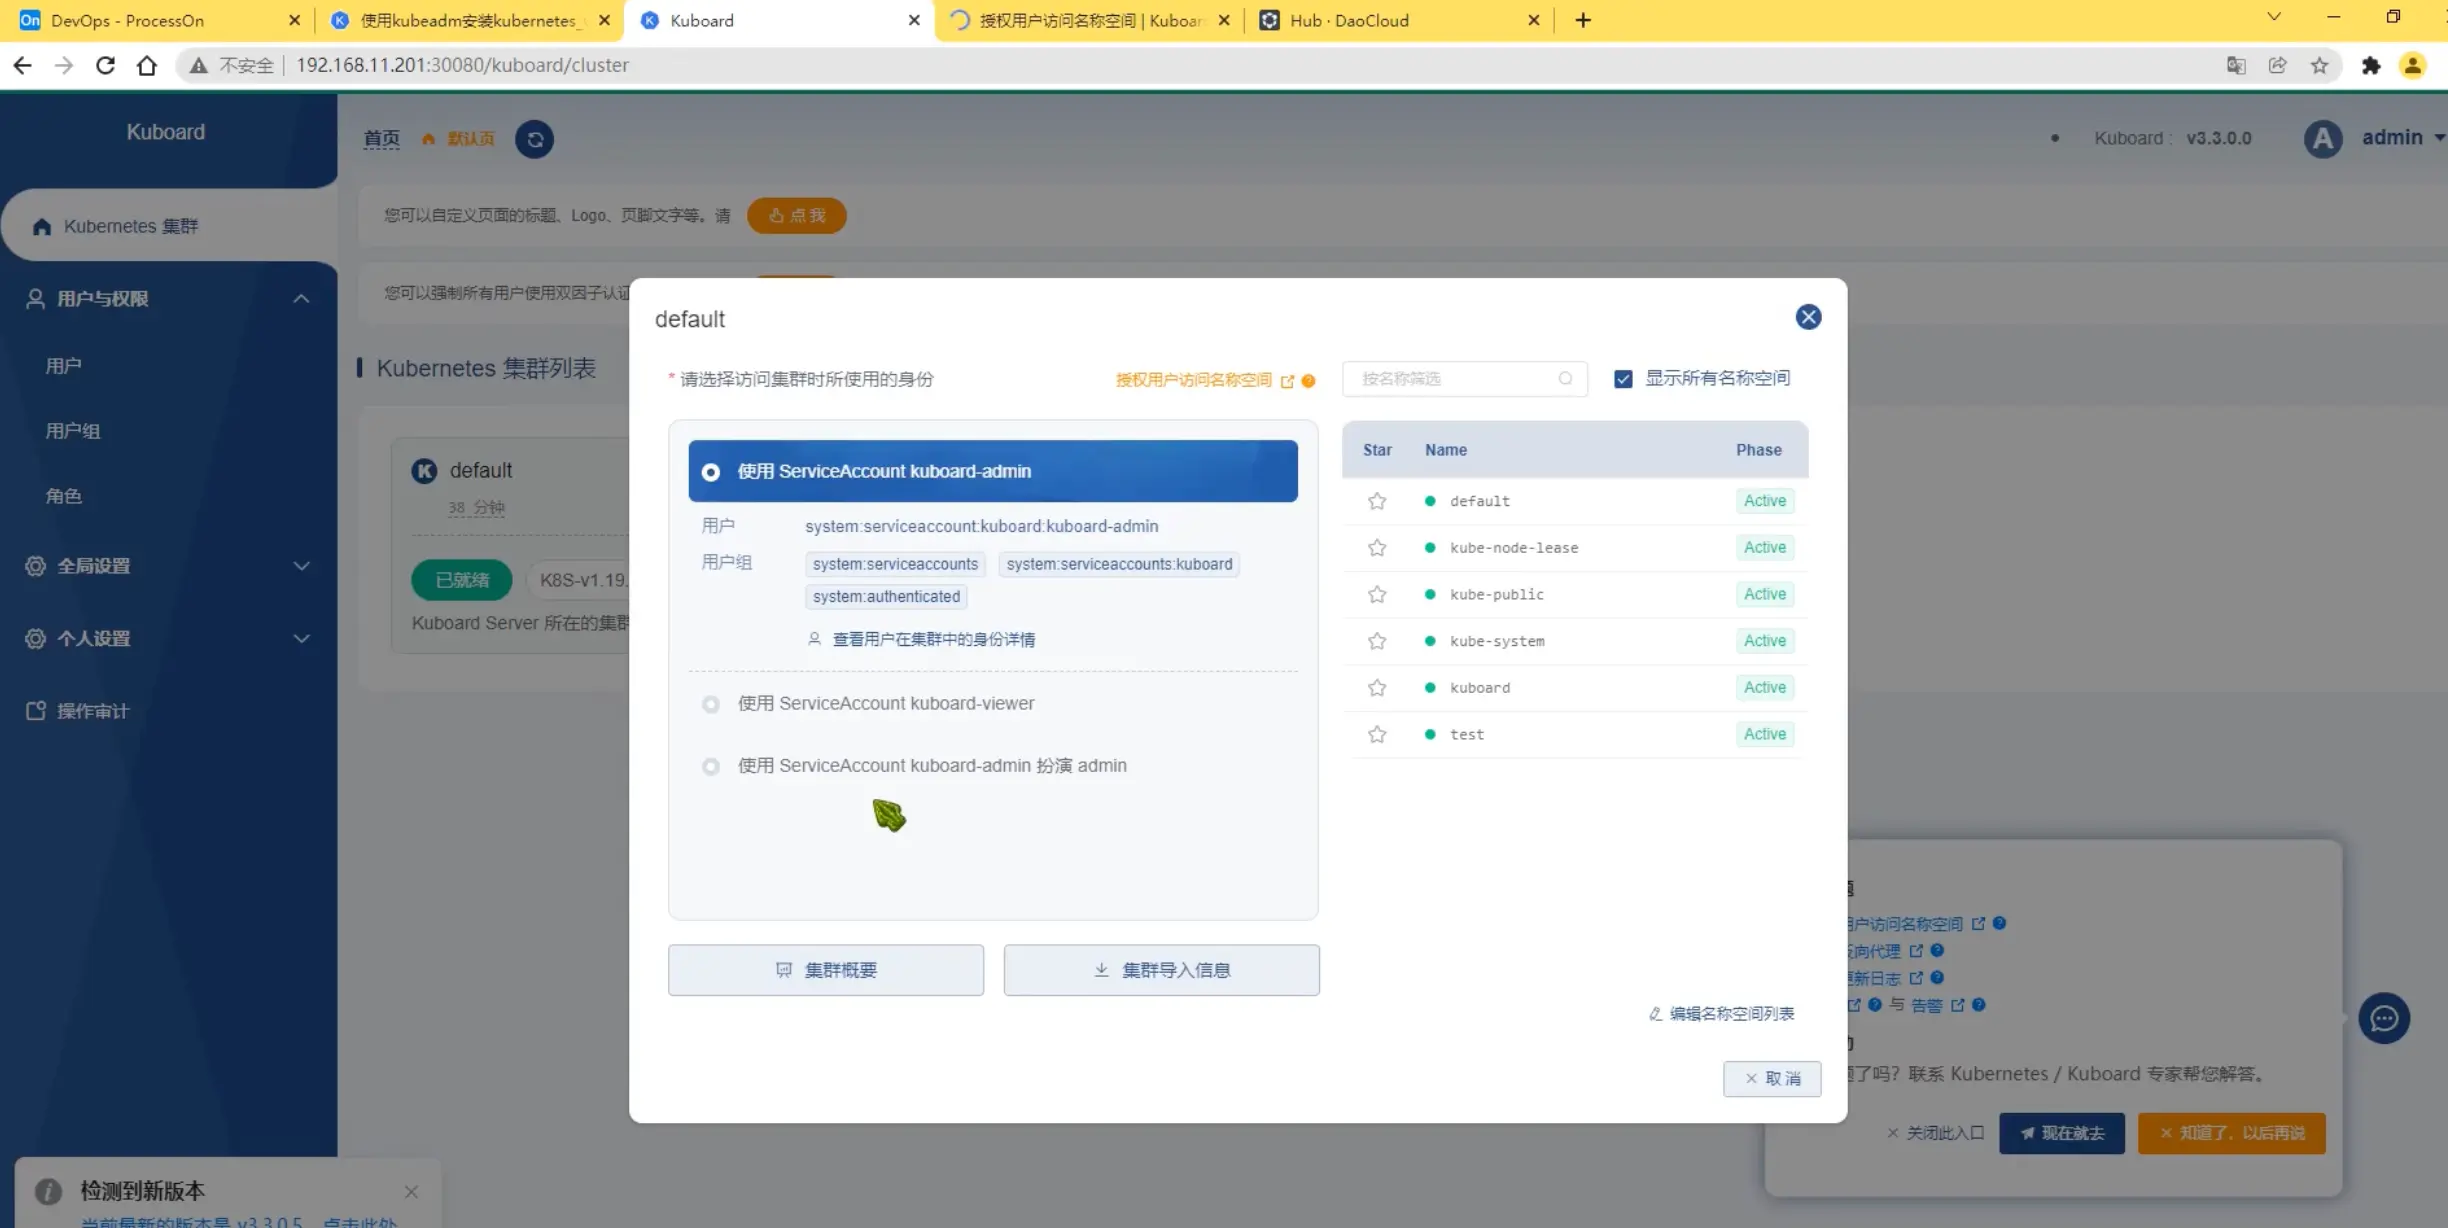 DevOps - ProcessOn
使用kubeadm安装kubernetes_
Kuboard
授权用户访问名称空间 | Kuboar
Hub · DaoCloud
不安全
192.168.11.201:30080/kuboard/cluster
Kuboard
首页
默认页
Kuboard : v3.3.0.0
A
admin
您可以自定义页面的标题、Logo、页脚文字等。请
点 我
Kubernetes 集群
用户与权限
您可以强制所有用户使用双因子认证
用户
用户组
角色
全局设置
个人设置
操作审计
Kubernetes 集群列表
default
38 分钟
已就绪
K8S-v1.19.
Kuboard Server 所在的集群
default
* 请选择访问集群时所使用的身份
授权用户访问名称空间
按名称筛选
显示所有名称空间
使用 ServiceAccount kuboard-admin
用户 system:serviceaccount:kuboard:kuboard-admin
用户组 system:serviceaccounts system:serviceaccounts:kuboard
system:authenticated
查看用户在集群中的身份详情
使用 ServiceAccount kuboard-viewer
使用 ServiceAccount kuboard-admin 扮演 admin
集群概要
集群导入信息
Star Name Phase
default Active
kube-node-lease Active
kube-public Active
kube-system Active
kuboard Active
test Active
编辑名称空间列表
取 消
户访问名称空间
向代理
新日志
与 告警
了吗？联系 Kubernetes / Kuboard 专家帮您解答。
关闭此入口
现在就去
知道了，以后再说
检测到新版本
当前最新的版本是 v3.3.0.5，点击此处